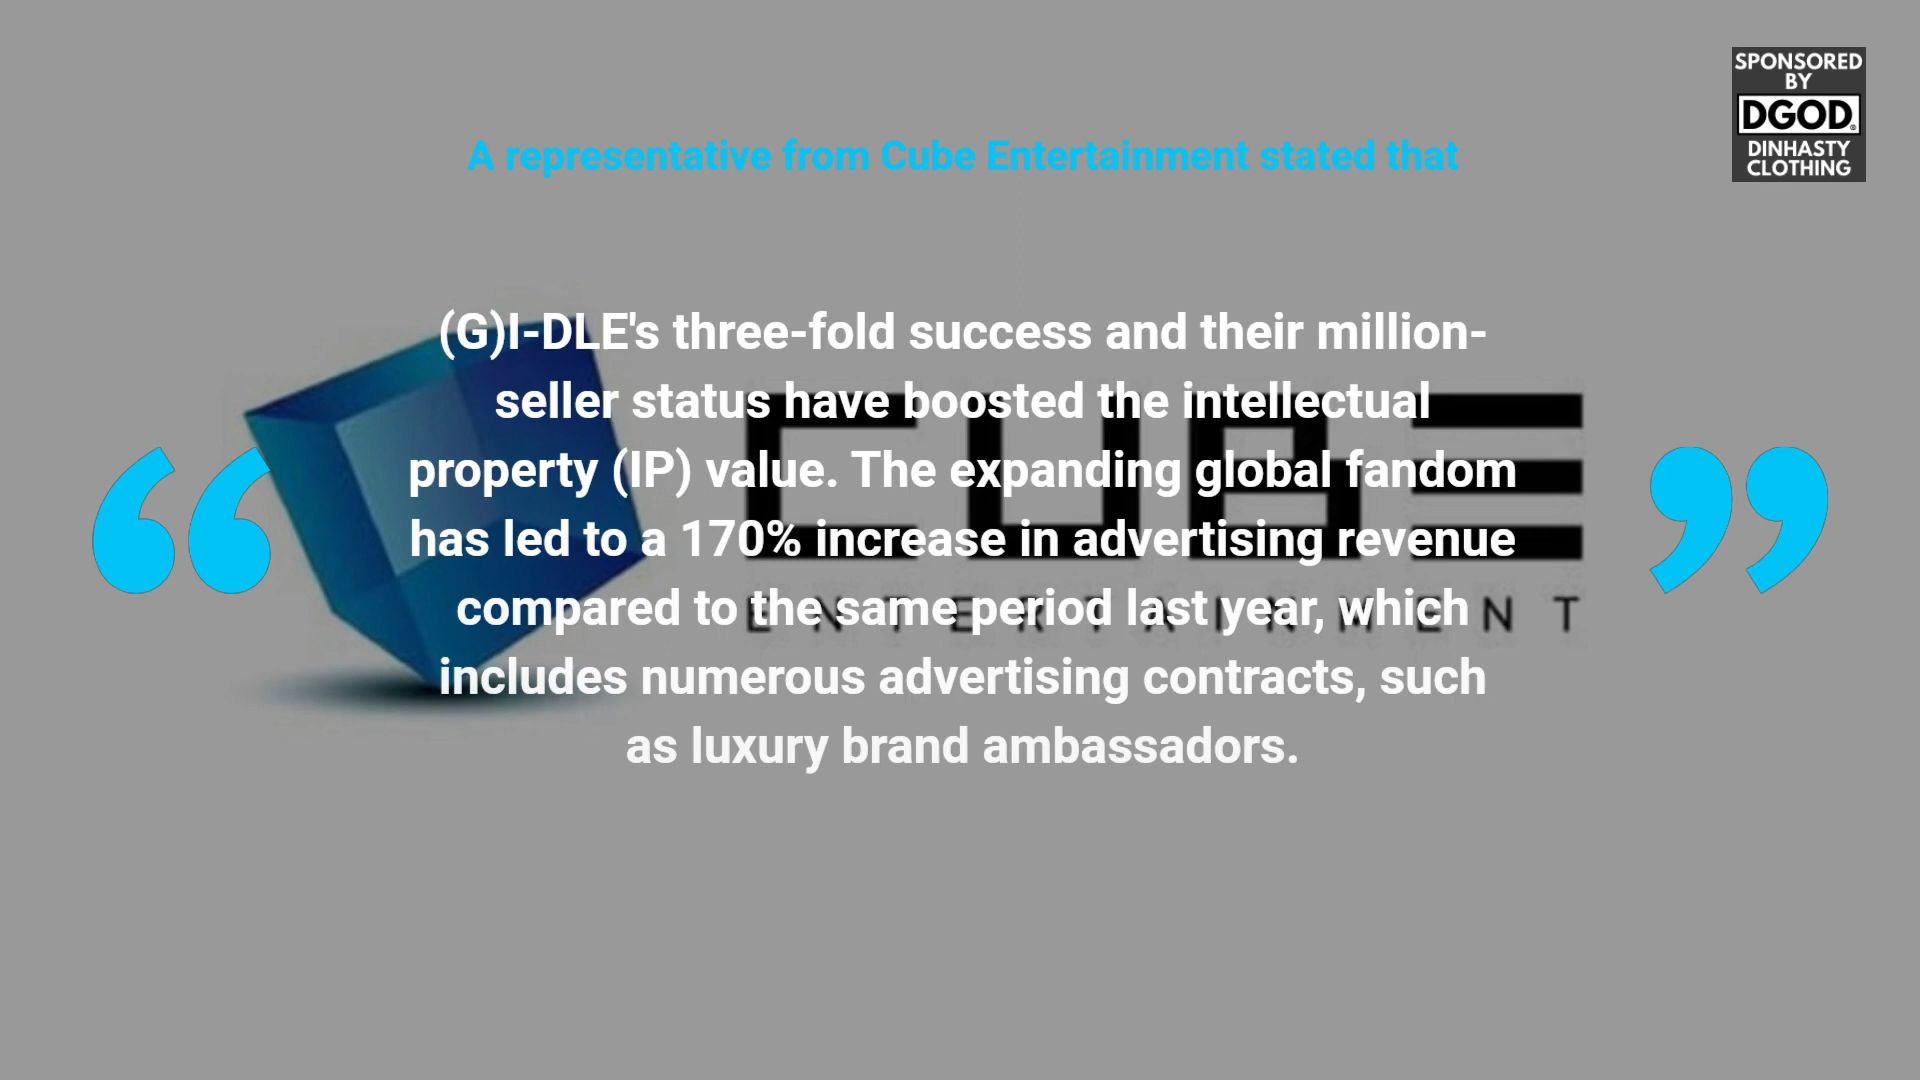 SPONSORED
BY
DGOD®
DINHASTY
CLOTHING
A representative from Cube Entertainment stated that
(G)I-DLE's three-fold success and their million-
seller status have boosted the intellectual
property (IP) value. The expanding global fandom
has led to a 170% increase in advertising revenue
compared to the same period last year, which
includes numerous advertising contracts, such
as luxury brand ambassadors.
“
”
CUBE
ENTERTAINMENT